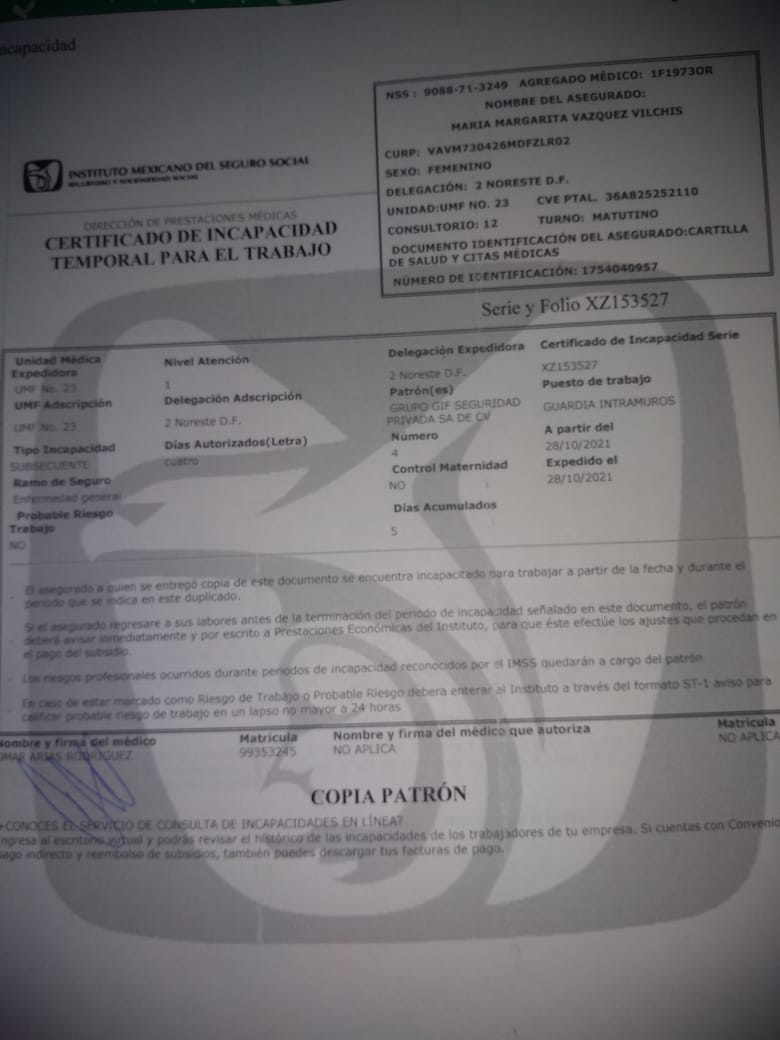 ncapacidad
NSS : 9088-71-3249 AGREGADO MÉDICO: 1F1973OR
NOMBRE DEL ASEGURADO:
MARIA MARGARITA VAZQUEZ VILCHIS
CURP: VAVM730426MDFZLR02
SEXO: FEMENINO
DELEGACIÓN: 2 NORESTE D.F.
UNIDAD:UMF NO. 23 CVE PTAL. 36A825252110
CONSULTORIO: 12 TURNO: MATUTINO
DOCUMENTO IDENTIFICACIÓN DEL ASEGURADO:CARTILLA
DE SALUD Y CITAS MÉDICAS
NÚMERO DE IDENTIFICACIÓN: 1754040957
INSTITUTO MEXICANO DEL SEGURO SOCIAL
SEGURIDAD Y SOLIDARIDAD SOCIAL
DIRECCIÓN DE PRESTACIONES MÉDICAS
CERTIFICADO DE INCAPACIDAD
TEMPORAL PARA EL TRABAJO
Serie y Folio XZ153527
Unidad Médica
Expedidora
UMF No. 23
Nivel Atención
1
Delegación Expedidora
2 Noreste D.F.
Certificado de Incapacidad Serie
XZ153527
UMF Adscripción
UMF No. 23
Delegación Adscripción
2 Noreste D.F.
Patrón(es)
GRUPO GIF SEGURIDAD
PRIVADA SA DE CV
Puesto de trabajo
GUARDIA INTRAMUROS
Tipo Incapacidad
SUBSECUENTE
Días Autorizados(Letra)
cuatro
Número
4
A partir del
28/10/2021
Ramo de Seguro
Enfermedad general
Control Maternidad
NO
Expedido el
28/10/2021
Probable Riesgo
Trabajo
NO
Días Acumulados
5
- El asegurado a quien se entregó copia de este documento se encuentra incapacitado para trabajar a partir de la fecha y durante el
periodo que se indica en este duplicado.
- Si el asegurado regresare a sus labores antes de la terminación del periodo de incapacidad señalado en este documento, el patrón
deberá avisar inmediatamente y por escrito a Prestaciones Económicas del Instituto, para que éste efectúe los ajustes que procedan en
el pago del subsidio.
- Los riesgos profesionales ocurridos durante periodos de incapacidad reconocidos por el IMSS quedarán a cargo del patrón
- En caso de estar marcado como Riesgo de Trabajo o Probable Riesgo debera enterar al Instituto a través del formato ST-1 aviso para
calificar probable riesgo de trabajo en un lapso no mayor a 24 horas
Nombre y firma del médico
OMAR ARIAS RODRIGUEZ
Matricula
99353245
Nombre y firma del médico que autoriza
NO APLICA
Matricula
NO APLICA
COPIA PATRÓN
¿CONOCES EL SERVICIO DE CONSULTA DE INCAPACIDADES EN LÍNEA?
ingresa al escritorio virtual y podrás revisar el histórico de las incapacidades de los trabajadores de tu empresa. Si cuentas con Convenio
pago indirecto y reembolso de subsidios, también puedes descargar tus facturas de pago.